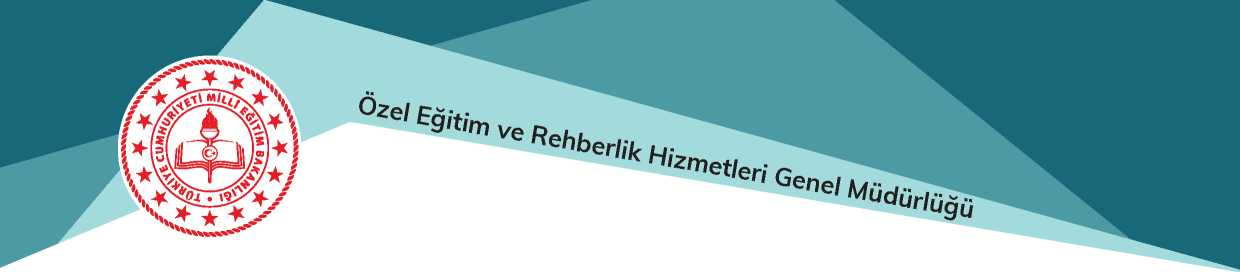 TÜRKİYE CUMHURİYETİ MİLLİ EĞİTİM BAKANLIĞI
Özel Eğitim ve Rehberlik Hizmetleri Genel Müdürlüğü